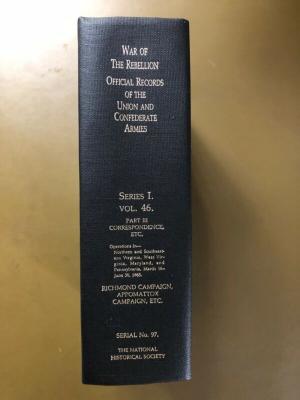 WAR OF
THE REBELLION
OFFICIAL RECORDS
OF THE
UNION AND
CONFEDERATE
ARMIES
SERIES I.
VOL. 46.
PART III
CORRESPONDENCE,
ETC.
Operations in—
Northern and Southeast-
ern Virginia, West Vir-
ginia, Maryland, and
Pennsylvania, March 16-
June 30, 1865.
RICHMOND CAMPAIGN,
APPOMATTOX
CAMPAIGN, ETC.
SERIAL No. 97.
THE NATIONAL
HISTORICAL SOCIETY